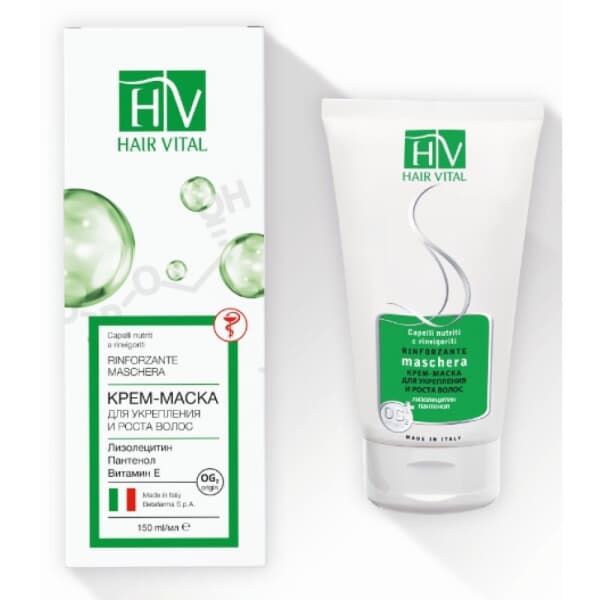 HV
HAIR VITAL
Capelli nutriti
e rinvigoriti
RINFORZANTE
MASCHERA
КРЕМ-МАСКА
ДЛЯ УКРЕПЛЕНИЯ
И РОСТА ВОЛОС
Лизолецитин
Пантенол
Витамин Е
OG2
origin
Made in Italy
Betafarma S.p.A.
150 ml/мл ℮
HV
HAIR VITAL
Capelli nutriti
e rinvigoriti
RINFORZANTE
maschera
КРЕМ-МАСКА
ДЛЯ УКРЕПЛЕНИЯ
И РОСТА ВОЛОС
ЛИЗОЛЕЦИТИН
ПАНТЕНОЛ
OG2
MADE IN ITALY